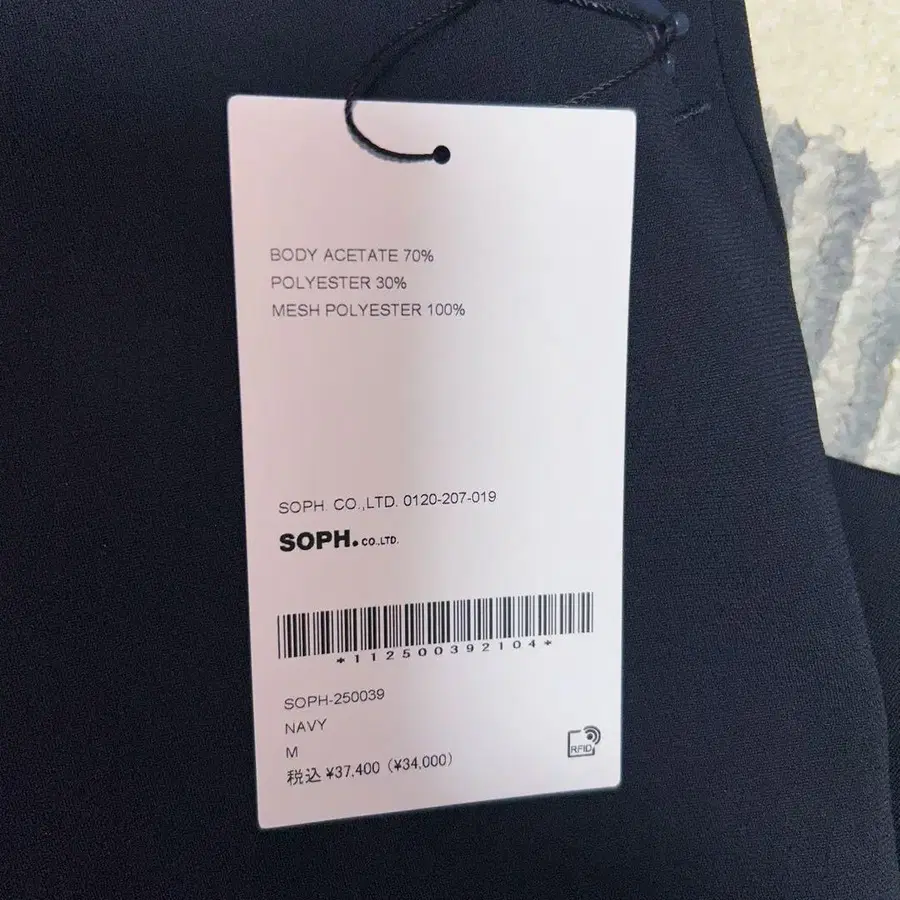 BODY ACETATE 70%
POLYESTER 30%
MESH POLYESTER 100%
SOPH. CO.,LTD. 0120-207-019
SOPH. CO.,LTD.
*112500392104*
SOPH-250039
NAVY
M
税込 ¥37,400 (¥34,000)
RFID